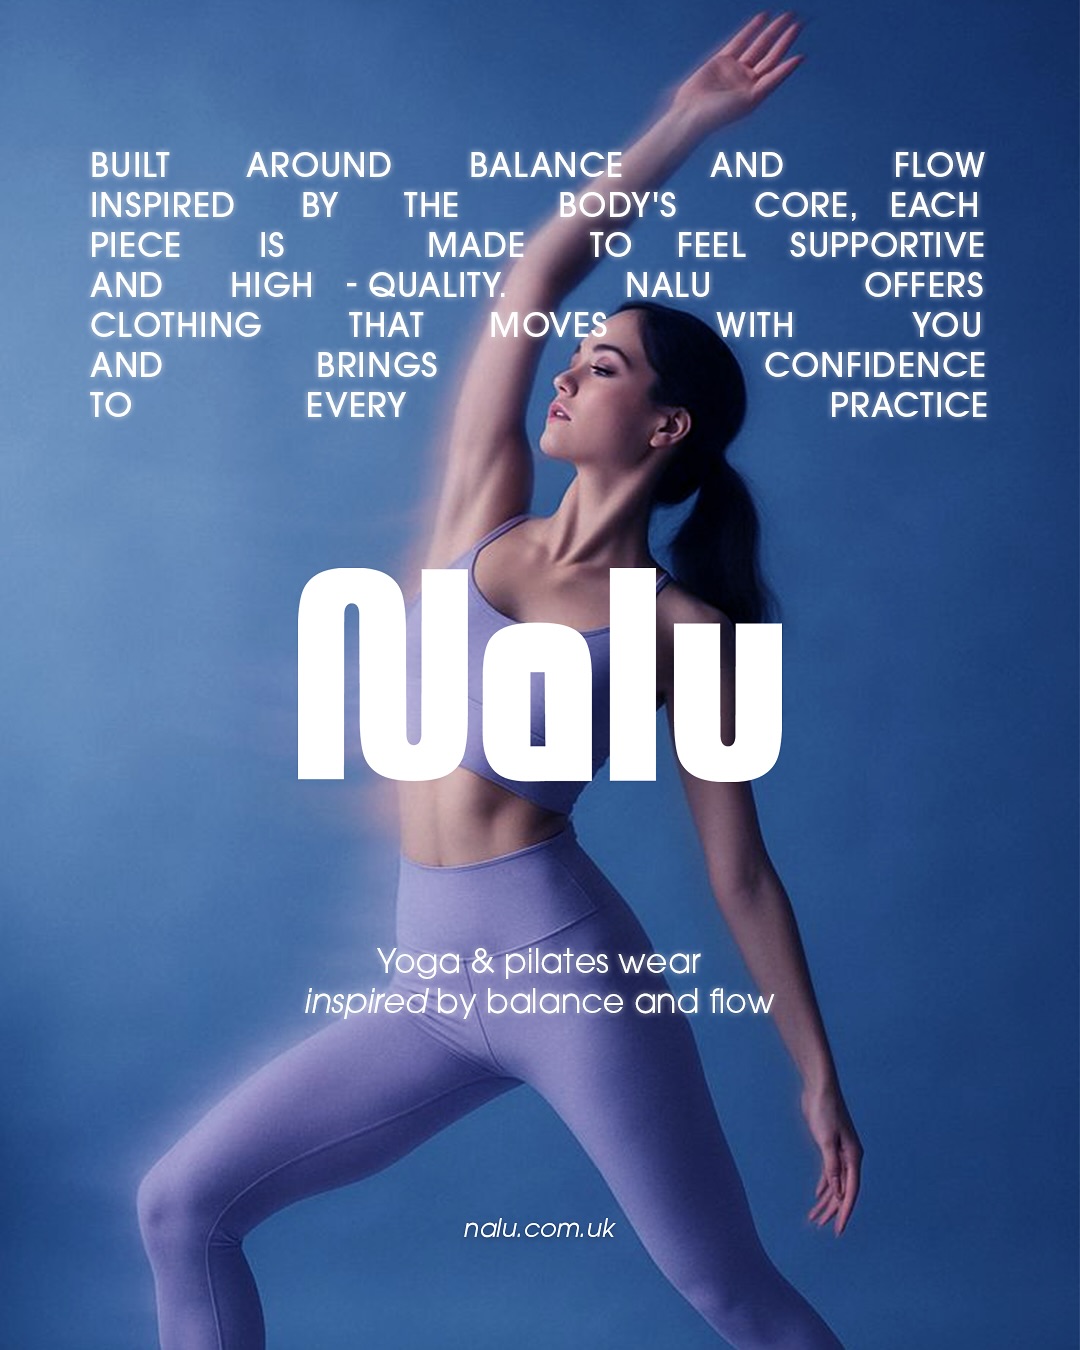 BUILT AROUND BALANCE AND FLOW
INSPIRED BY THE BODY'S CORE, EACH
PIECE IS MADE TO FEEL SUPPORTIVE
AND HIGH - QUALITY. NALU OFFERS
CLOTHING THAT MOVES WITH YOU
AND BRINGS CONFIDENCE
TO EVERY PRACTICE
Nalu
Yoga & pilates wear
inspired by balance and flow
nalu.com.uk